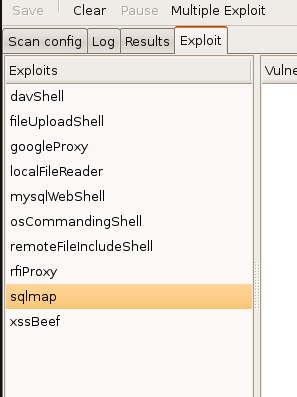 Save Clear Pause Multiple Exploit
Scan config Log Results Exploit
Exploits Vulne
davShell
fileUploadShell
googleProxy
localFileReader
mysqlWebShell
osCommandingShell
remoteFileIncludeShell
rfiProxy
sqlmap
xssBeef